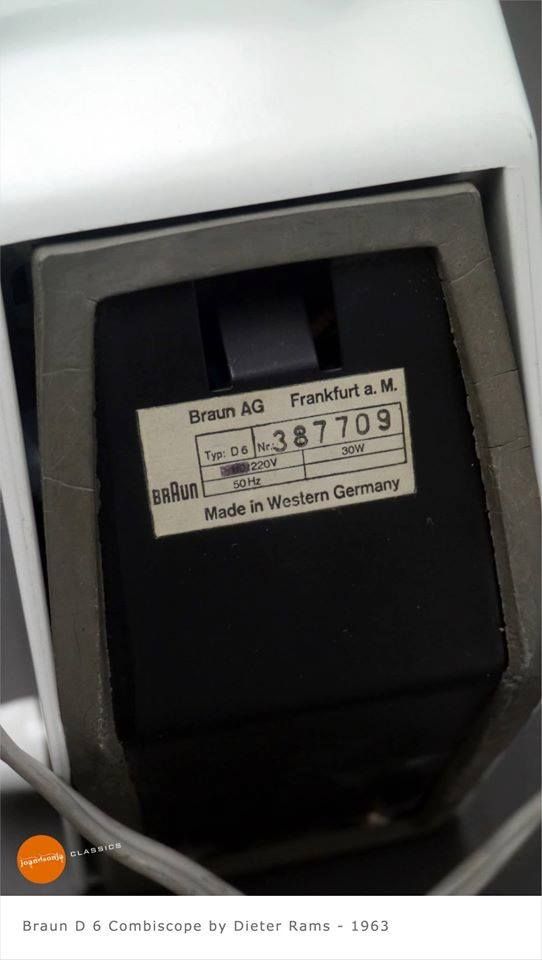 Braun AG Frankfurt a. M.
Typ: D 6 Nr: 387709
220V 30W
50 Hz
BRAUN
Made in Western Germany
joandsonja CLASSICS
Braun D 6 Combiscope by Dieter Rams - 1963